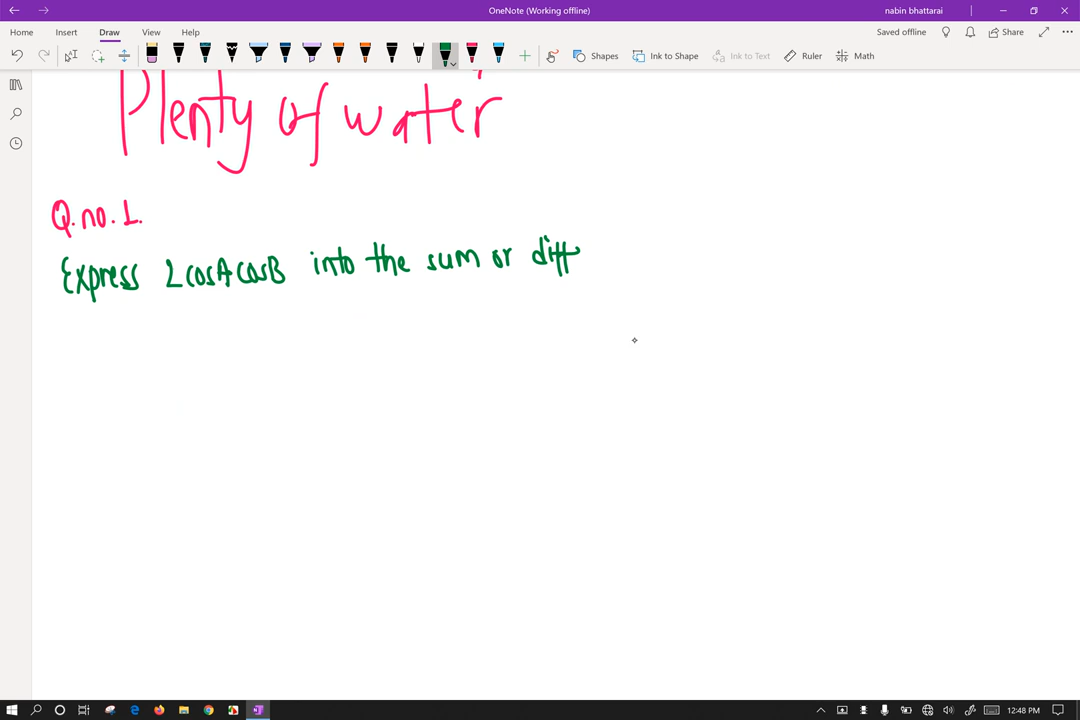 OneNote (Working offline)
nabin bhattarai
Home Insert Draw View Help
Saved offline
Share
Shapes
Ink to Shape
Ink to Text
Ruler
Math
Plenty of water
Q.no.1.
Express 2cosAcosB into the sum or diff
12:48 PM